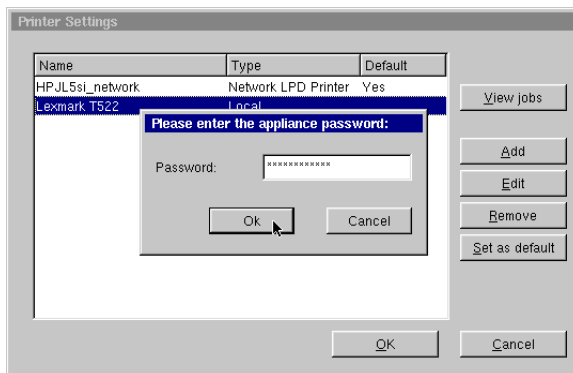 Printer Settings
Name Type Default
HPJL5si_network Network LPD Printer Yes
Lexmark T522 Local
View jobs
Please enter the appliance password:
Password: ************
Ok Cancel
Add
Edit
Remove
Set as default
OK Cancel